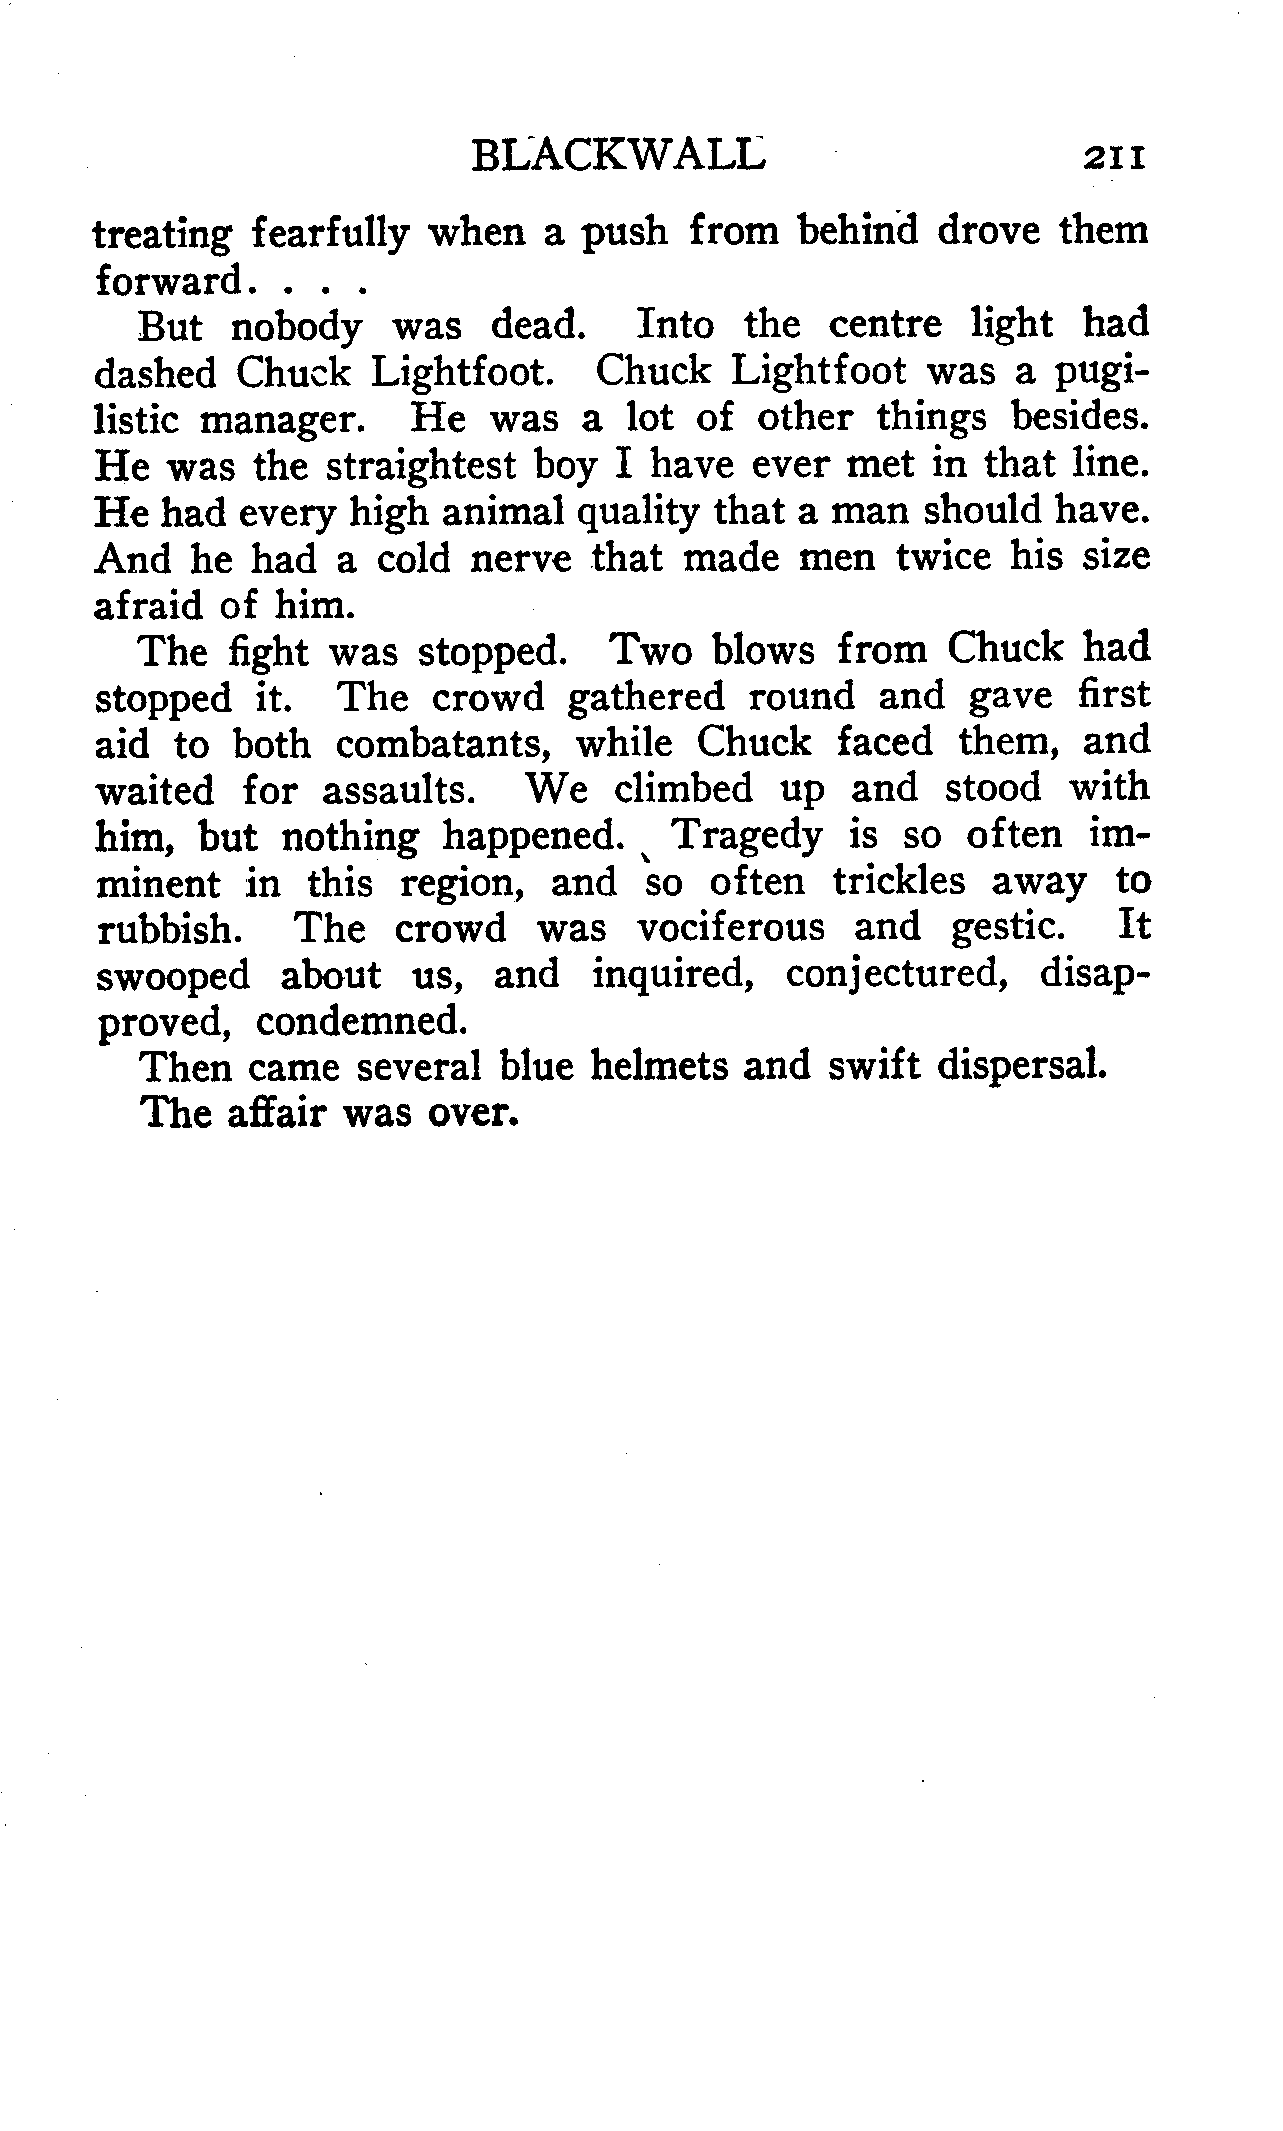 BLACKWALL 211
treating fearfully when a push from behind drove them
forward. . . .
But nobody was dead. Into the centre light had
dashed Chuck Lightfoot. Chuck Lightfoot was a pugi-
listic manager. He was a lot of other things besides.
He was the straightest boy I have ever met in that line.
He had every high animal quality that a man should have.
And he had a cold nerve that made men twice his size
afraid of him.
The fight was stopped. Two blows from Chuck had
stopped it. The crowd gathered round and gave first
aid to both combatants, while Chuck faced them, and
waited for assaults. We climbed up and stood with
him, but nothing happened. Tragedy is so often im-
minent in this region, and so often trickles away to
rubbish. The crowd was vociferous and gestic. It
swooped about us, and inquired, conjectured, disap-
proved, condemned.
Then came several blue helmets and swift dispersal.
The affair was over.